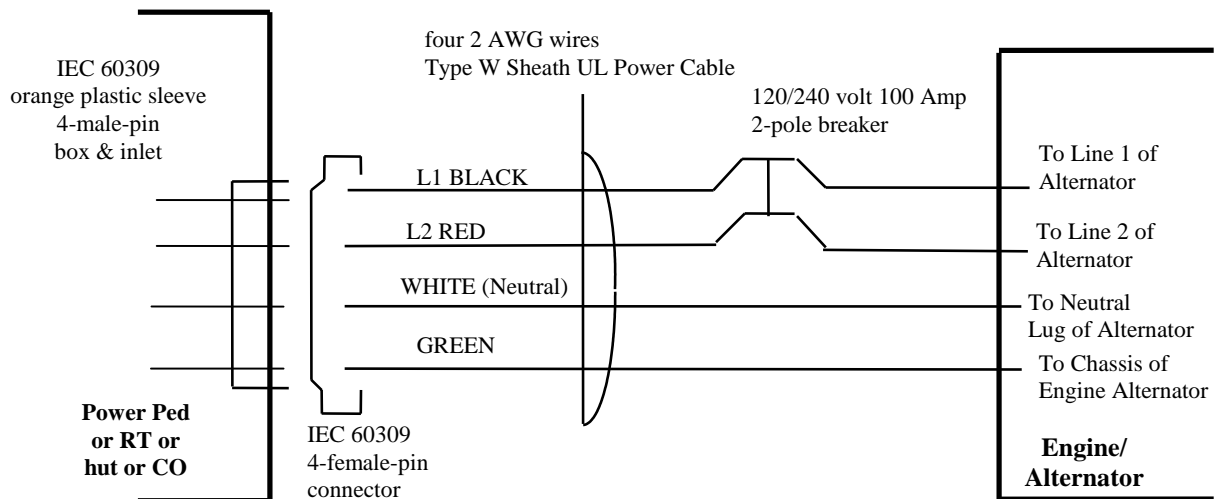 IEC 60309
orange plastic sleeve
4-male-pin
box & inlet
four 2 AWG wires
Type W Sheath UL Power Cable
120/240 volt 100 Amp
2-pole breaker
L1 BLACK
L2 RED
WHITE (Neutral)
GREEN
To Line 1 of
Alternator
To Line 2 of
Alternator
To Neutral
Lug of Alternator
To Chassis of
Engine Alternator
Power Ped
or RT or
hut or CO
IEC 60309
4-female-pin
connector
Engine/
Alternator